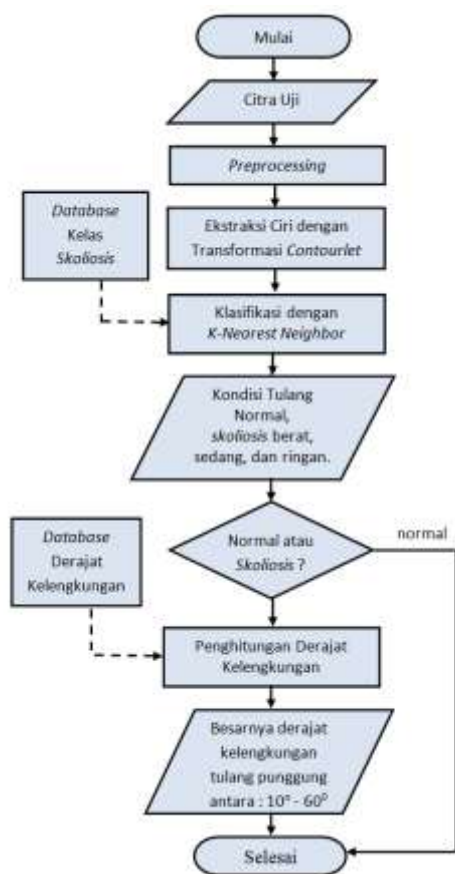 Mulai
Citra Uji
Preprocessing
Database
Kelas
Skoliosis
Ekstraksi Ciri dengan
Transformasi Contourlet
Klasifikasi dengan
K-Nearest Neighbor
Kondisi Tulang
Normal,
skoliosis berat,
sedang, dan ringan.
Normal atau
Skoliosis ?
normal
Database
Derajat
Kelengkungan
Penghitungan Derajat
Kelengkungan
Besarnya derajat
kelengkungan
tulang punggung
antara : 10° - 60⁰
Selesai